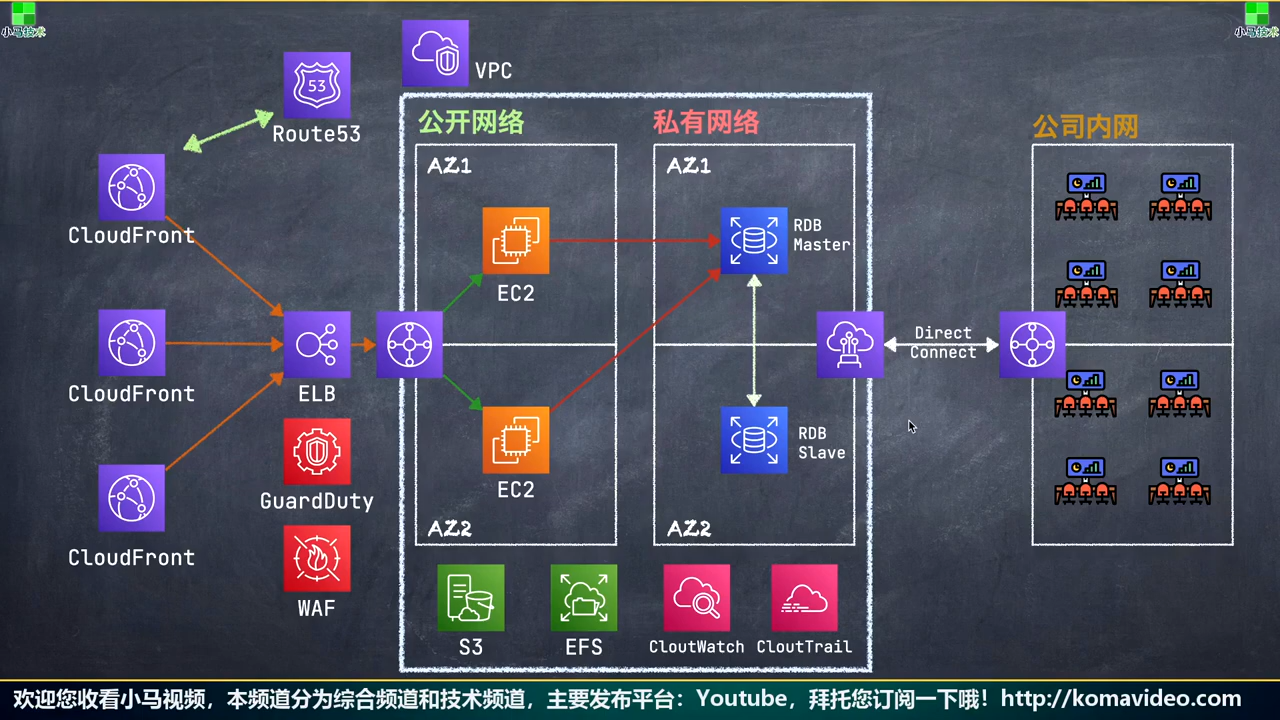 小马技术
小马技术
53
Route53
VPC
公开网络
私有网络
公司内网
AZ1
AZ1
CloudFront
EC2
RDB
Master
CloudFront
ELB
Direct
Connect
EC2
RDB
Slave
GuardDuty
AZ2
AZ2
CloudFront
WAF
S3
EFS
CloutWatch
CloutTrail
欢迎您收看小马视频，本频道分为综合频道和技术频道，主要发布平台：Youtube，拜托您订阅一下哦！http://komavideo.com